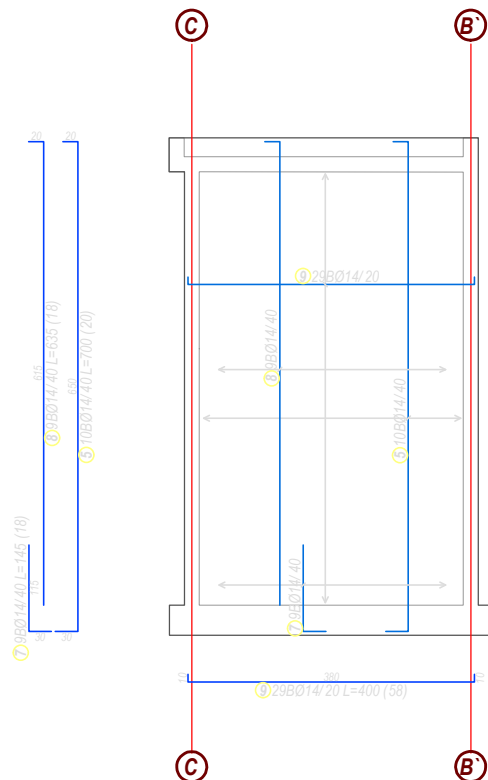 C
B`
20
20
9 29BØ14/20
8 9BØ14/40
5 10BØ14/40
615
8 9BØ14/40 L=635 (18)
650
5 10BØ14/40 L=700 (20)
7 9BØ14/40 L=145 (18)
115
7 9BØ14/40
30
30
10
380
10
9 29BØ14/20 L=400 (58)
C
B`